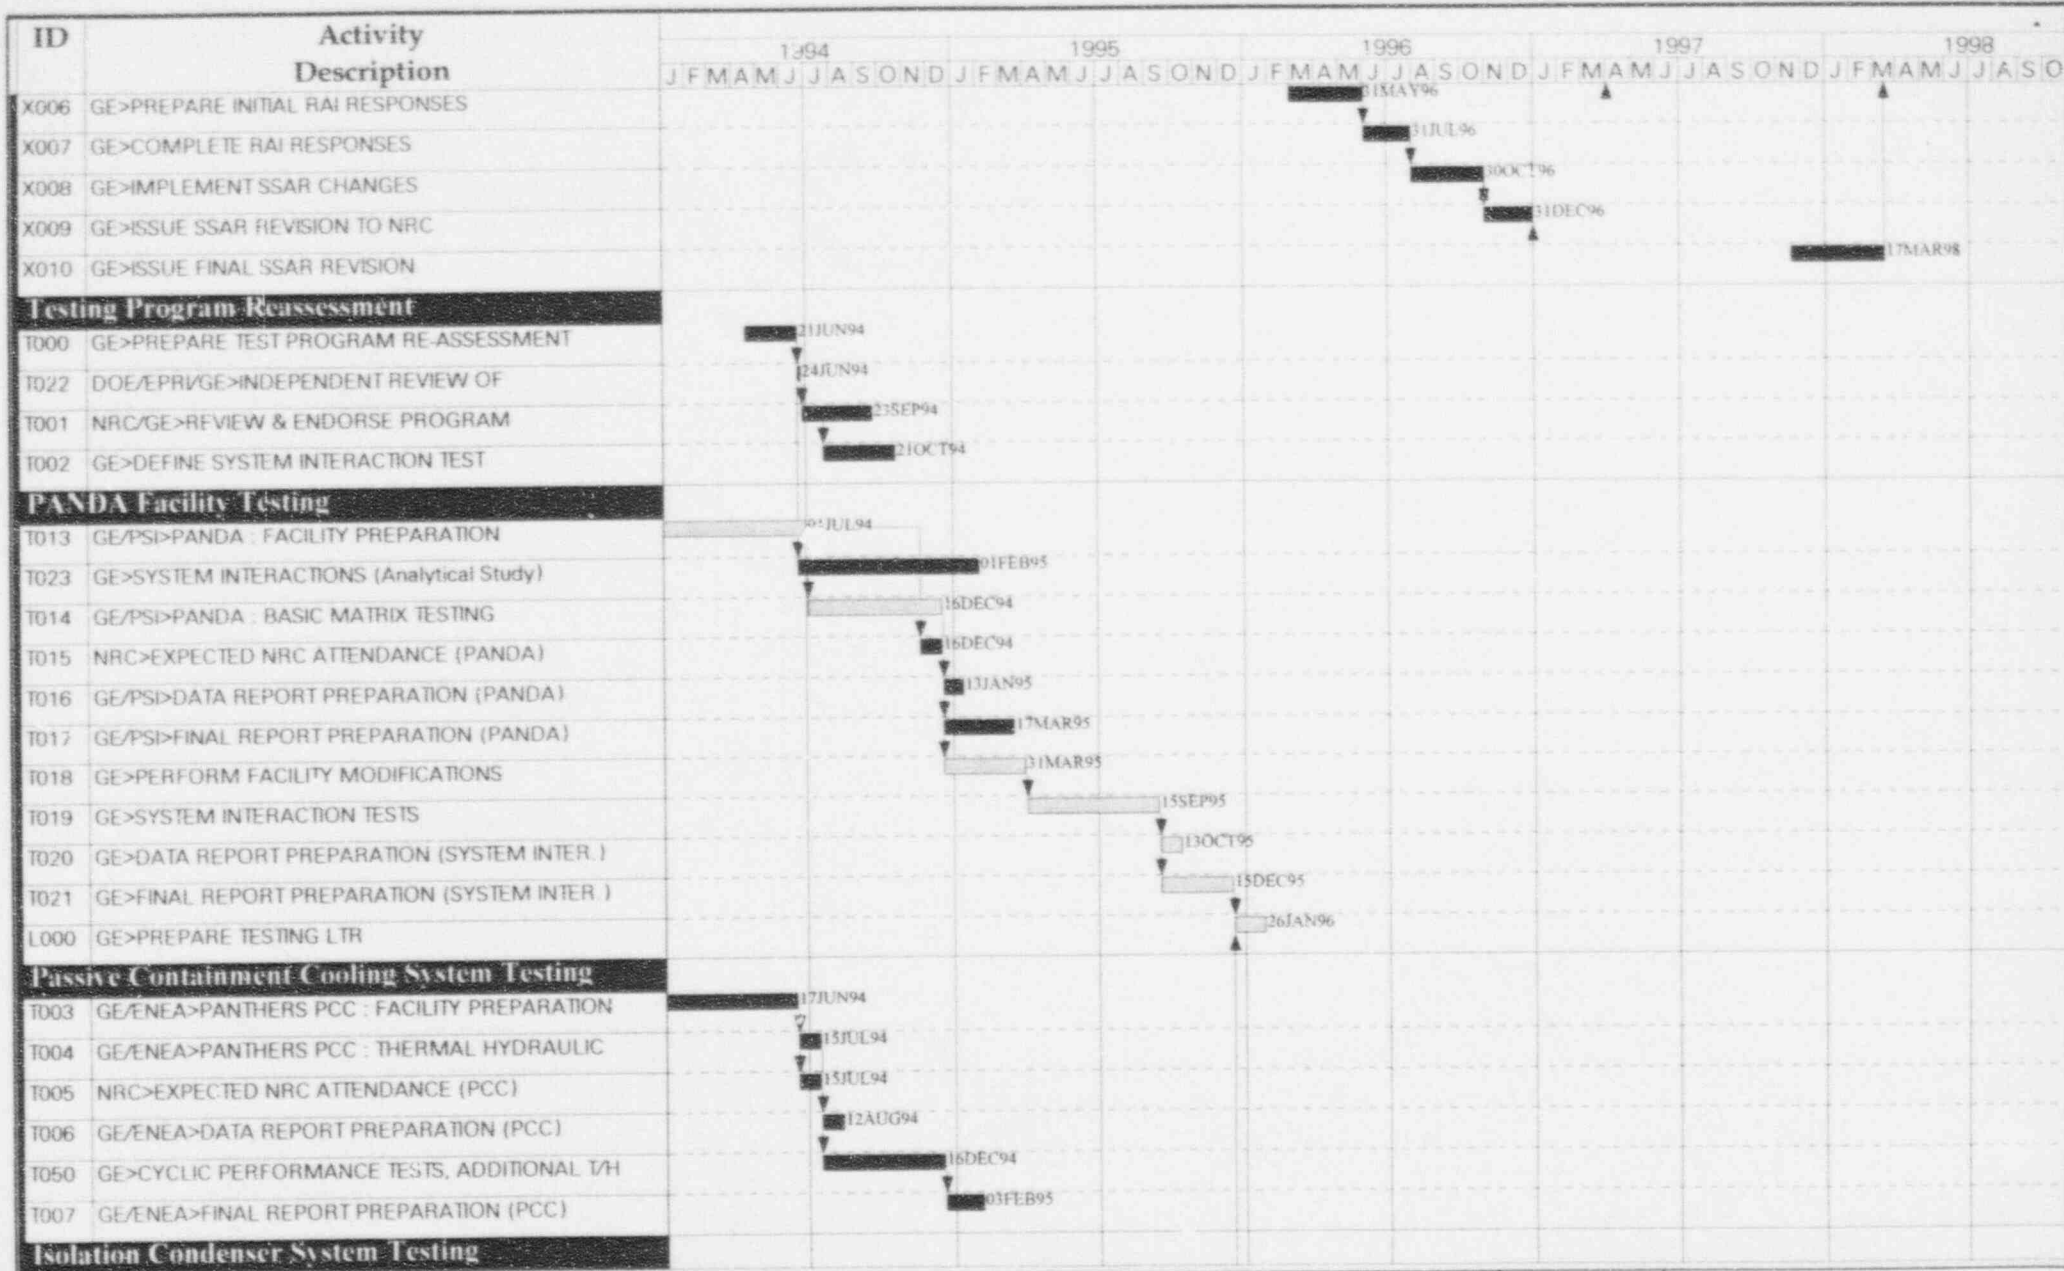 ID Activity Description
1994 1995 1996 1997 1998
J F M A M J J A S O N D J F M A M J J A S O N D J F M A M J J A S O N D J F M A M J J A S O N D J F M A M J J A S O
X006 GE>PREPARE INITIAL RAI RESPONSES 31MAY96
X007 GE>COMPLETE RAI RESPONSES 31JUL96
X008 GE>IMPLEMENT SSAR CHANGES 30OCT96
X009 GE>ISSUE SSAR REVISION TO NRC 31DEC96
X010 GE>ISSUE FINAL SSAR REVISION 17MAR98
Testing Program Reassessment
T000 GE>PREPARE TEST PROGRAM RE-ASSESSMENT 21JUN94
T022 DOE/EPRI/GE>INDEPENDENT REVIEW OF 24JUN94
T001 NRC/GE>REVIEW & ENDORSE PROGRAM 23SEP94
T002 GE>DEFINE SYSTEM INTERACTION TEST 21OCT94
PANDA Facility Testing
T013 GE/PSI>PANDA : FACILITY PREPARATION JUL94
T023 GE>SYSTEM INTERACTIONS (Analytical Study) 01FEB95
T014 GE/PSI>PANDA : BASIC MATRIX TESTING 16DEC94
T015 NRC>EXPECTED NRC ATTENDANCE (PANDA) 16DEC94
T016 GE/PSI>DATA REPORT PREPARATION (PANDA) 13JAN95
T017 GE/PSI>FINAL REPORT PREPARATION (PANDA) 17MAR95
T018 GE>PERFORM FACILITY MODIFICATIONS 31MAR95
T019 GE>SYSTEM INTERACTION TESTS 15SEP95
T020 GE>DATA REPORT PREPARATION (SYSTEM INTER.) 13OCT95
T021 GE>FINAL REPORT PREPARATION (SYSTEM INTER.) 15DEC95
L000 GE>PREPARE TESTING LTR 26JAN96
Passive Containment Cooling System Testing
T003 GE/ENEA>PANTHERS PCC : FACILITY PREPARATION 17JUN94
T004 GE/ENEA>PANTHERS PCC : THERMAL HYDRAULIC 15JUL94
T005 NRC>EXPECTED NRC ATTENDANCE (PCC) 15JUL94
T006 GE/ENEA>DATA REPORT PREPARATION (PCC) 12AUG94
T050 GE>CYCLIC PERFORMANCE TESTS, ADDITIONAL T/H 16DEC94
T007 GE/ENEA>FINAL REPORT PREPARATION (PCC) 03FEB95
Isolation Condenser System Testing